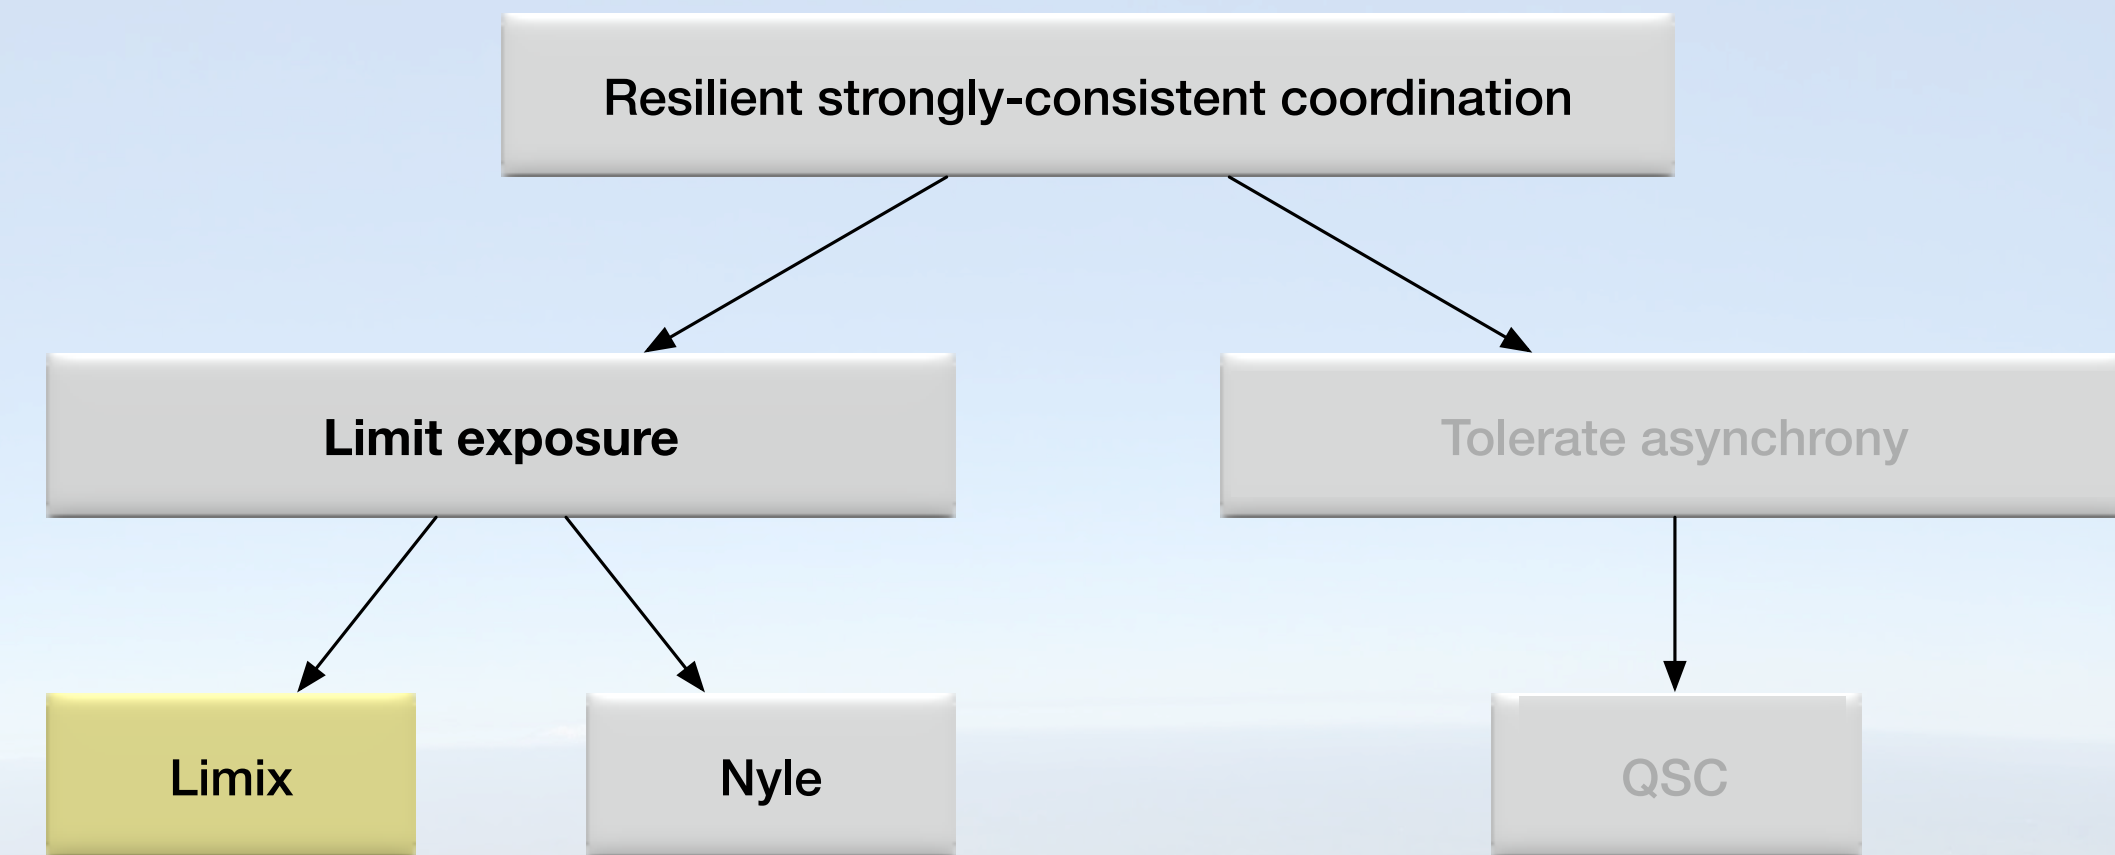 Resilient strongly-consistent coordination
Limit exposure
Tolerate asynchrony
Limix
Nyle
QSC